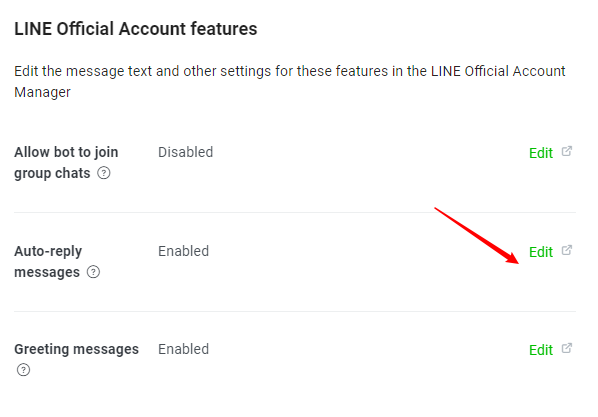 LINE Official Account features
Edit the message text and other settings for these features in the LINE Official Account
Manager
Allow bot to join
group chats ?
Disabled
Edit
Auto-reply
messages ?
Enabled
Edit
Greeting messages
?
Enabled
Edit